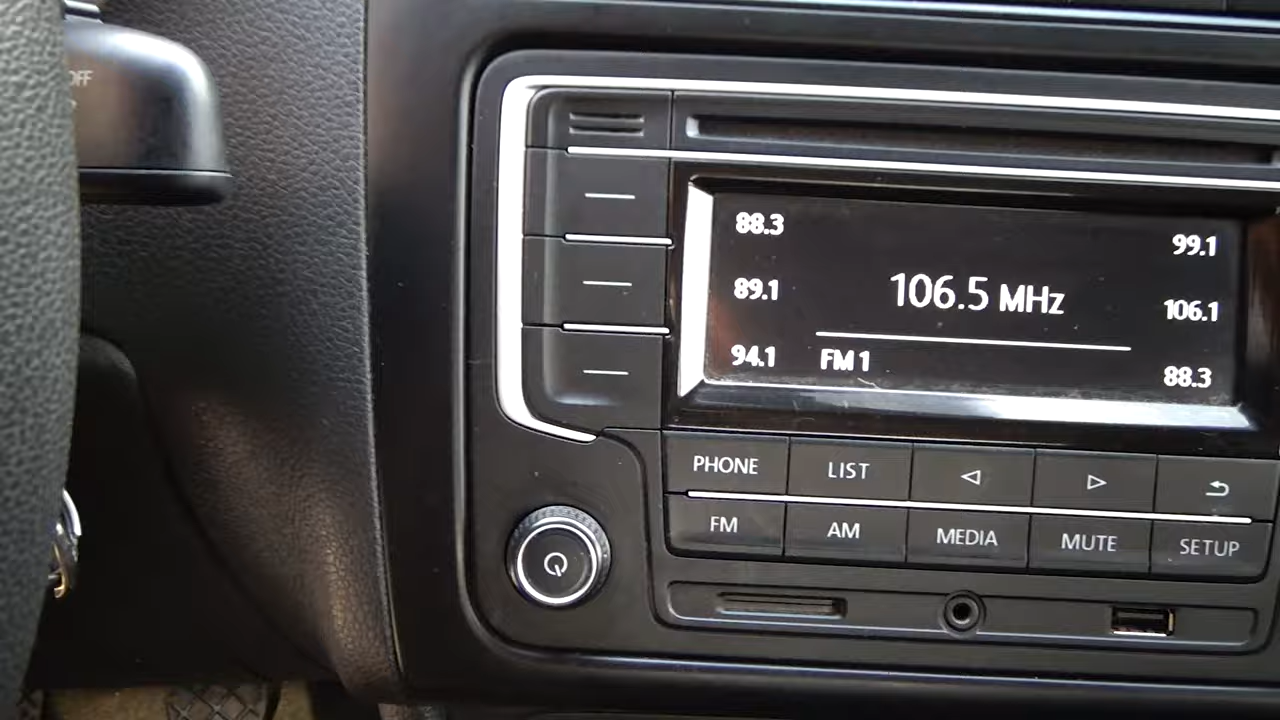 OFF
88.3
99.1
89.1
106.5 MHz
106.1
94.1
FM 1
88.3
PHONE
LIST
FM
AM
MEDIA
MUTE
SETUP